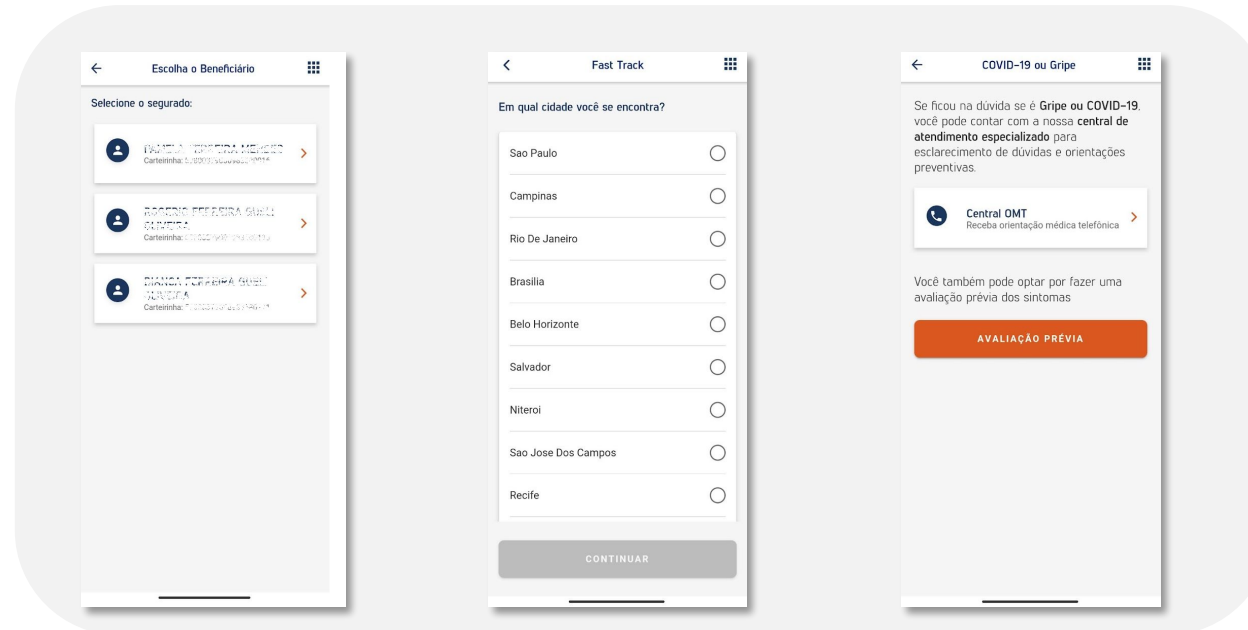 Escolha o Beneficiário
Selecione o segurado:
Carteirinha:
Carteirinha:
Carteirinha:
Fast Track
Em qual cidade você se encontra?
Sao Paulo
Campinas
Rio De Janeiro
Brasilia
Belo Horizonte
Salvador
Niteroi
Sao Jose Dos Campos
Recife
CONTINUAR
COVID-19 ou Gripe
Se ficou na dúvida se é Gripe ou COVID-19,
você pode contar com a nossa central de
atendimento especializado para
esclarecimento de dúvidas e orientações
preventivas.
Central OMT
Receba orientação médica telefônica
Você também pode optar por fazer uma
avaliação prévia dos sintomas
AVALIAÇÃO PRÉVIA